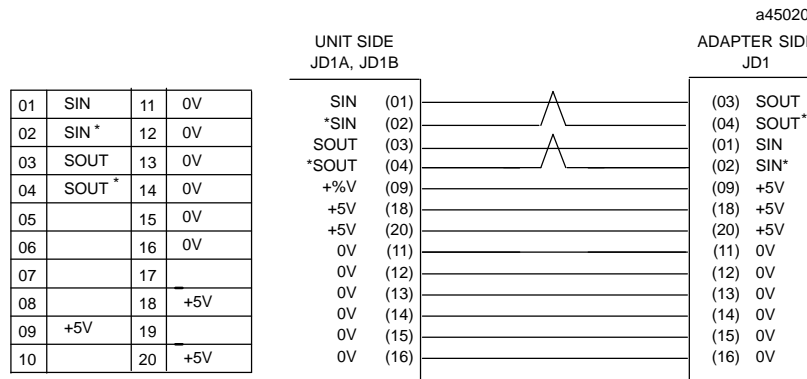 a45020
UNIT SIDE
JD1A, JD1B
ADAPTER SIDE
JD1
01 SIN 11 0V
02 SIN * 12 0V
03 SOUT 13 0V
04 SOUT * 14 0V
05 15 0V
06 16 0V
07 17
08 18 +5V
09 +5V 19
10 20 +5V
SIN (01) (03) SOUT
*SIN (02) (04) SOUT*
SOUT (03) (01) SIN
*SOUT (04) (02) SIN*
+%V (09) (09) +5V
+5V (18) (18) +5V
+5V (20) (20) +5V
0V (11) (11) 0V
0V (12) (12) 0V
0V (13) (13) 0V
0V (14) (14) 0V
0V (15) (15) 0V
0V (16) (16) 0V